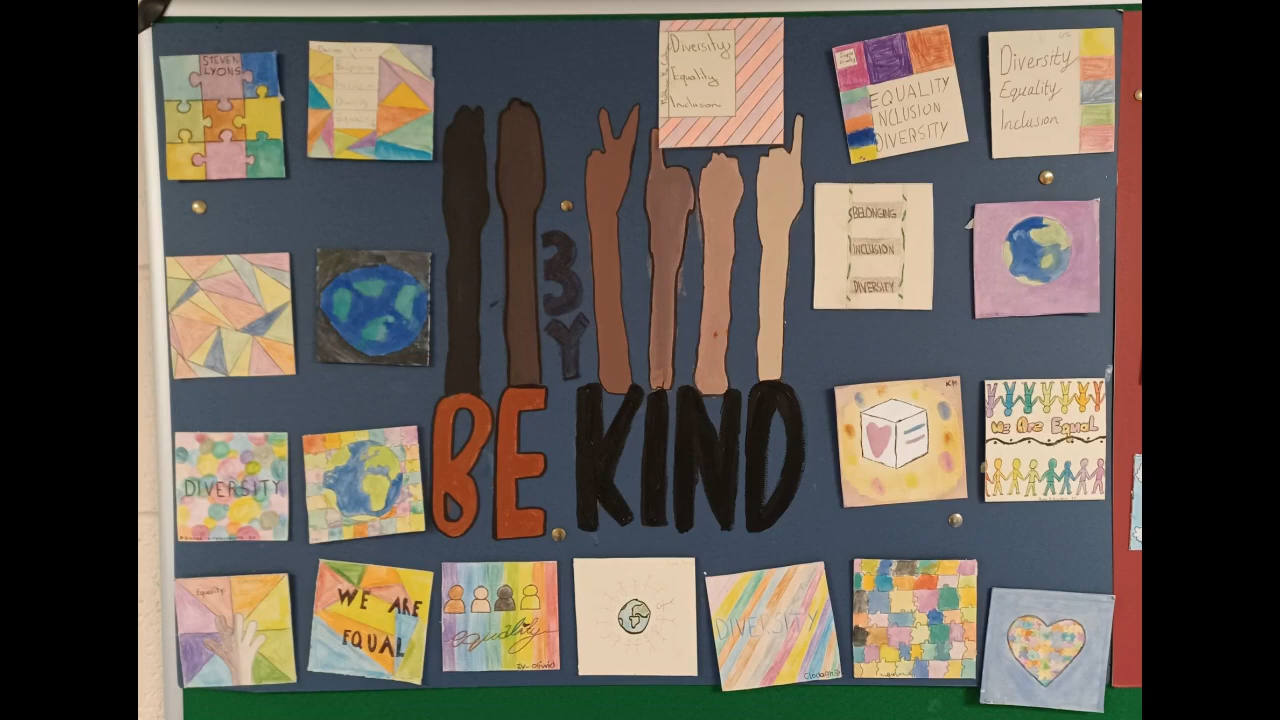 STEVEN
LYONS
Diversity
Equality
Inclusion
EQUALITY
INCLUSION
DIVERSITY
Diversity
Equality
Inclusion
BELONGING
INCLUSION
DIVERSITY
3
Y
BE KIND
KM
We Are EquaL
DIVERSITY
Equality
WE ARE
EQUAL
equality
DIVERSITY